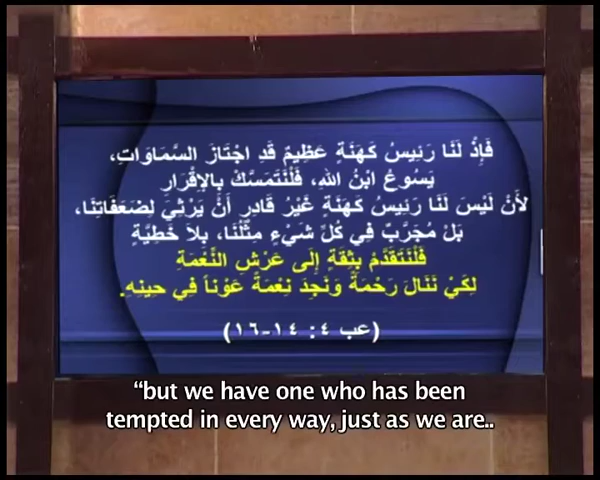 فَإِذْ لَنَا رَئِيسُ كَهَنَةٍ عَظِيمٌ قَدِ اجْتَازَ السَّمَاوَاتِ،
يَسُوعُ ابْنُ اللهِ، فَلْنَتَمَسَّكْ بِالإِقْرَارِ
لأَنْ لَيْسَ لَنَا رَئِيسُ كَهَنَةٍ غَيْرُ قَادِرٍ أَنْ يَرْثِيَ لِضَعَفَاتِنَا،
بَلْ مُجَرَّبٌ فِي كُلِّ شَيْءٍ مِثْلُنَا، بِلاَ خَطِيَّةٍ
فَلْنَتَقَدَّمْ بِثِقَةٍ إِلَى عَرْشِ النِّعْمَةِ
لِكَيْ نَنَالَ رَحْمَةً وَنَجِدَ نِعْمَةً عَوْناً فِي حِينِهِ.
(عب ٤: ١٤-١٦)
“but we have one who has been
tempted in every way, just as we are..